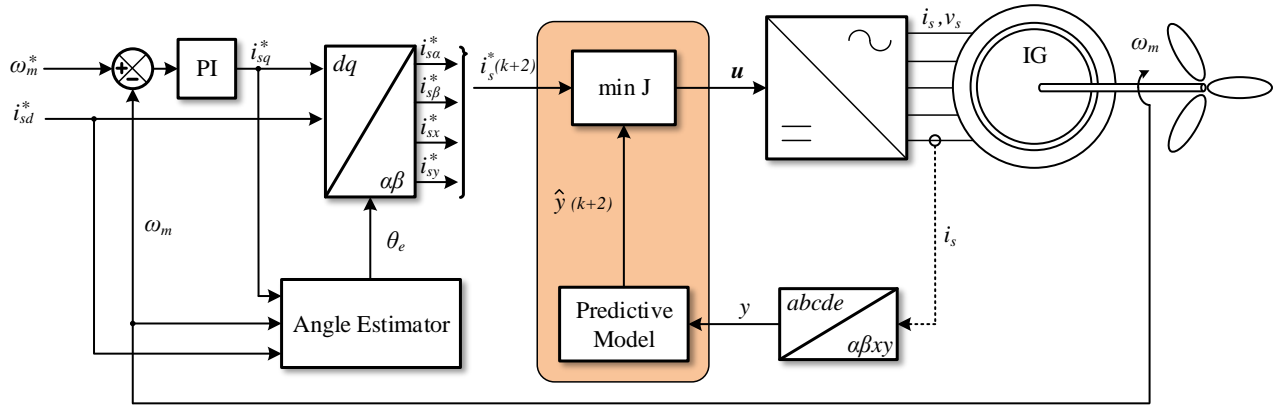 ω*m
i*sd
+
−
PI
i*sq
dq
αβ
i*sα
i*sβ
i*sx
i*sy
i*s(k+2)
min J
u
is,vs
IG
ωm
ŷ (k+2)
ωm
θe
is
Angle Estimator
Predictive
Model
y
abcde
αβxy